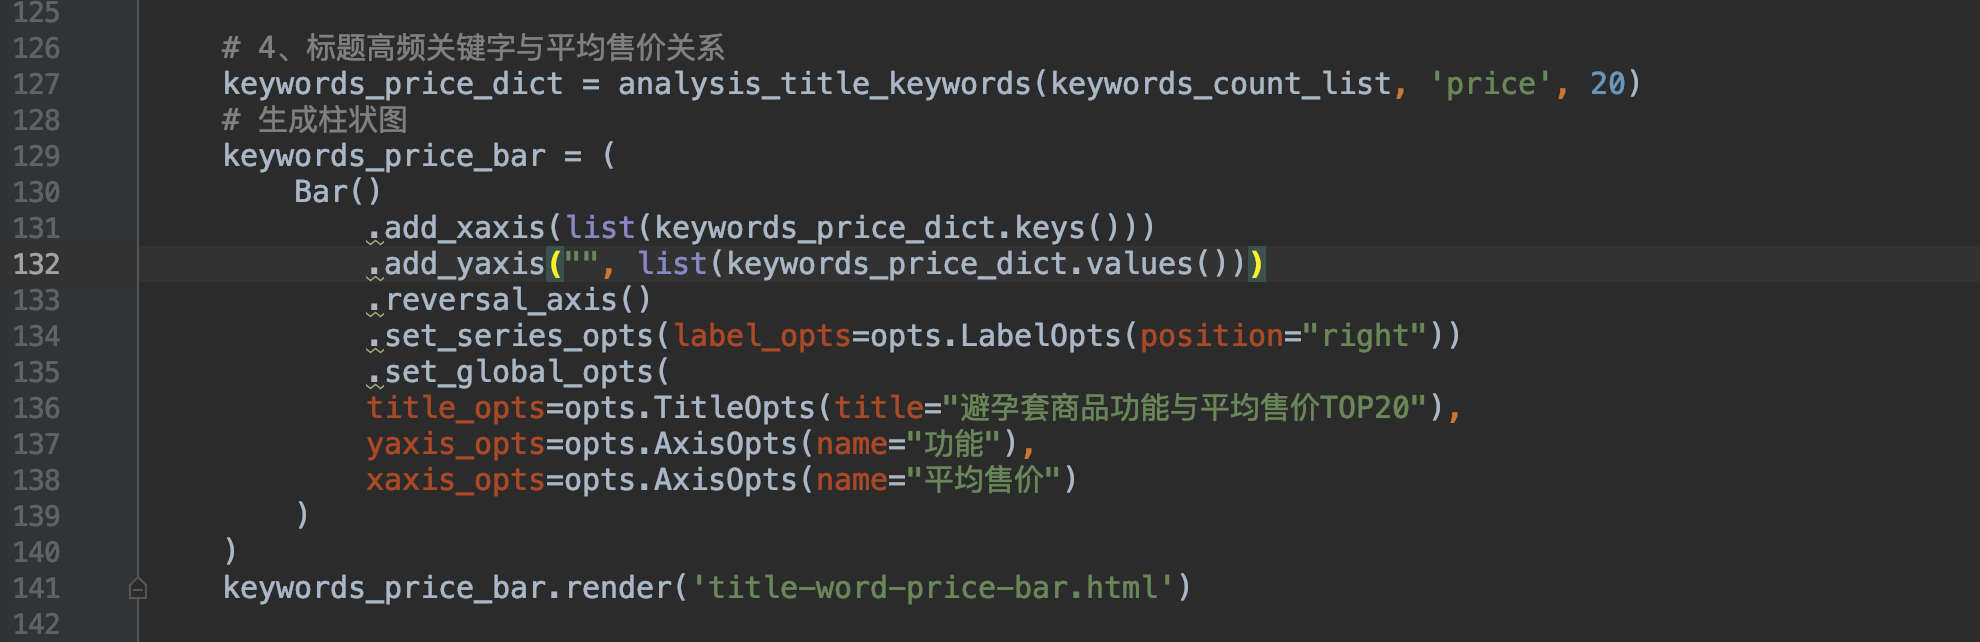 125
126 # 4、标题高频关键字与平均售价关系
127 keywords_price_dict = analysis_title_keywords(keywords_count_list, 'price', 20)
128 # 生成柱状图
129 keywords_price_bar = (
130 Bar()
131 .add_xaxis(list(keywords_price_dict.keys()))
132 .add_yaxis("", list(keywords_price_dict.values()))
133 .reversal_axis()
134 .set_series_opts(label_opts=opts.LabelOpts(position="right"))
135 .set_global_opts(
136 title_opts=opts.TitleOpts(title="避孕套商品功能与平均售价TOP20"),
137 yaxis_opts=opts.AxisOpts(name="功能"),
138 xaxis_opts=opts.AxisOpts(name="平均售价")
139 )
140 )
141 keywords_price_bar.render('title-word-price-bar.html')
142